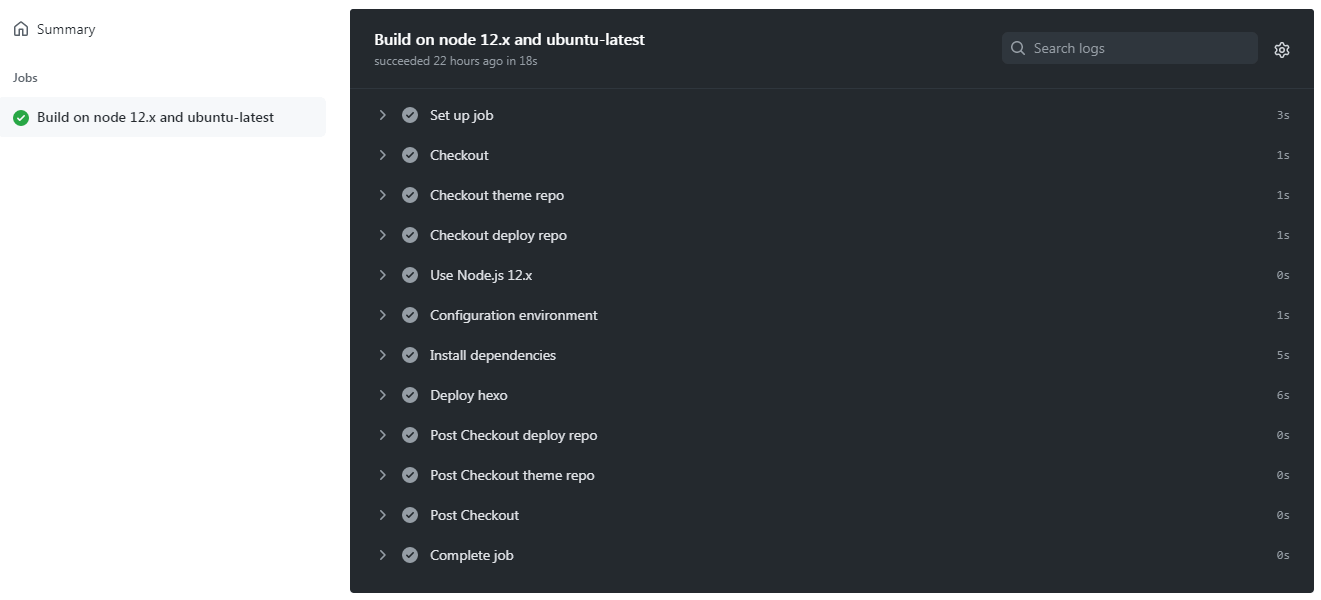 Summary
Jobs
Build on node 12.x and ubuntu-latest
Build on node 12.x and ubuntu-latest
succeeded 22 hours ago in 18s
Search logs
Set up job 3s
Checkout 1s
Checkout theme repo 1s
Checkout deploy repo 1s
Use Node.js 12.x 0s
Configuration environment 1s
Install dependencies 5s
Deploy hexo 6s
Post Checkout deploy repo 0s
Post Checkout theme repo 0s
Post Checkout 0s
Complete job 0s